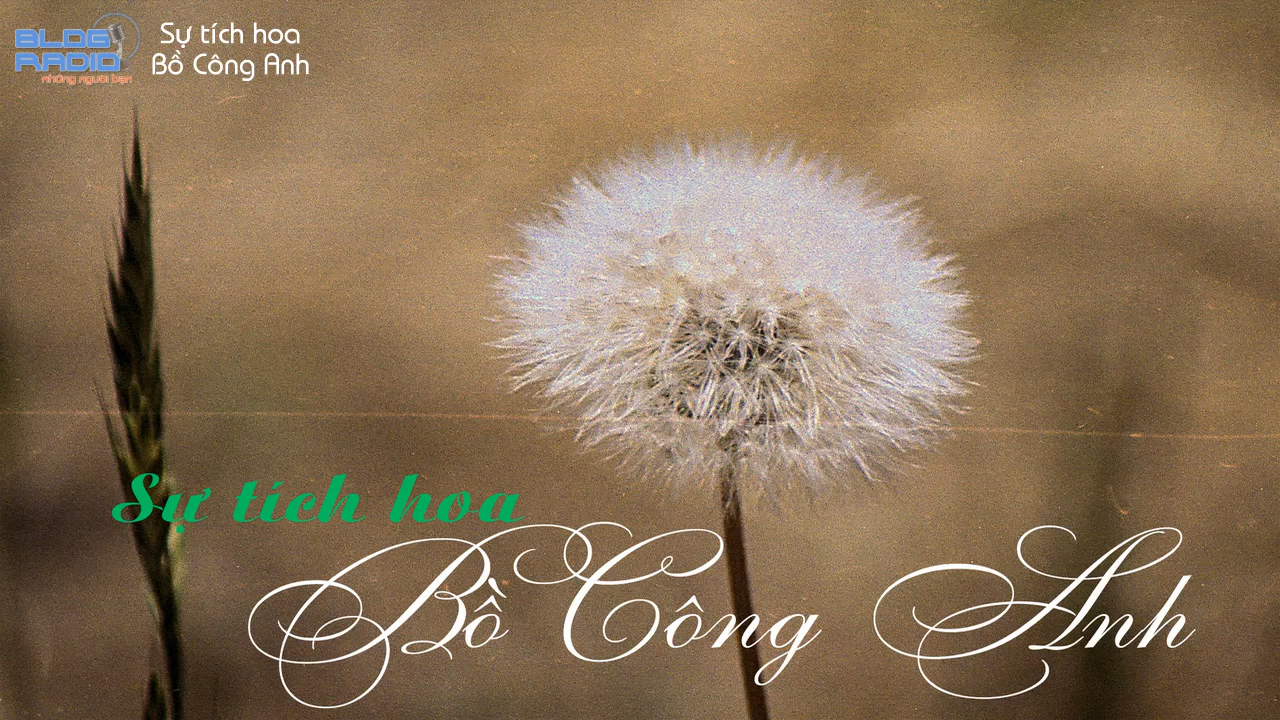 BLOG
RADIO
những người bạn
Sự tích hoa
Bồ Công Anh
Sự tích hoa
Bồ Công Anh